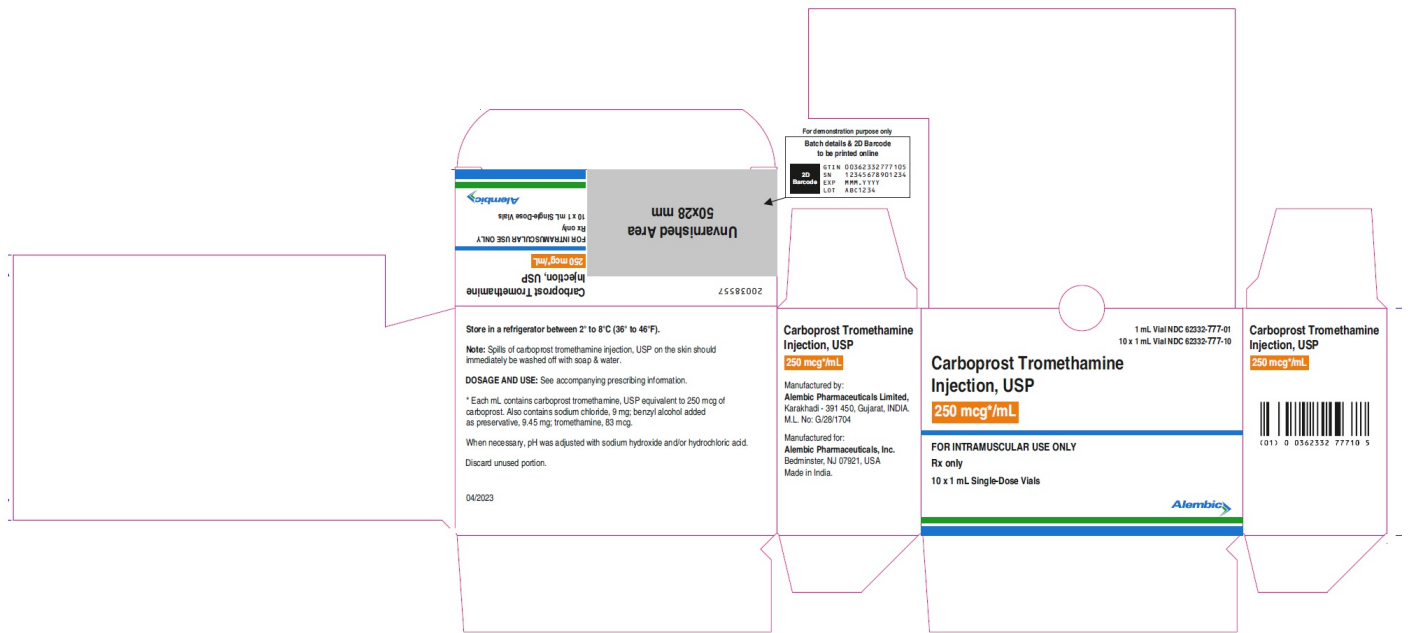 For demonstration purpose only
Batch details & 2D Barcode
to be printed online
2D
Barcode
GTIN 00362332777105
SN 12345678901234
EXP MMM.YYYY
LOT ABC1234
Unvarnished Area
50x28 mm
20038557
Carboprost Tromethamine
Injection, USP
250 mcg*/mL
FOR INTRAMUSCULAR USE ONLY
Rx only
10 x 1 mL Single-Dose Vials
Alembic
Store in a refrigerator between 2° to 8°C (36° to 46°F).
Note: Spills of carboprost tromethamine injection, USP on the skin should
immediately be washed off with soap & water.
DOSAGE AND USE: See accompanying prescribing information.
* Each mL contains carboprost tromethamine, USP equivalent to 250 mcg of
carboprost. Also contains sodium chloride, 9 mg; benzyl alcohol added
as preservative, 9.45 mg; tromethamine, 83 mcg.
When necessary, pH was adjusted with sodium hydroxide and/or hydrochloric acid.
Discard unused portion.
04/2023
Carboprost Tromethamine
Injection, USP
250 mcg*/mL
Manufactured by:
Alembic Pharmaceuticals Limited,
Karakhadi - 391 450, Gujarat, INDIA.
M.L. No: G/28/1704
Manufactured for:
Alembic Pharmaceuticals, Inc.
Bedminster, NJ 07921, USA
Made in India.
1 mL Vial NDC 62332-777-01
10 x 1 mL Vial NDC 62332-777-10
Carboprost Tromethamine
Injection, USP
250 mcg*/mL
FOR INTRAMUSCULAR USE ONLY
Rx only
10 x 1 mL Single-Dose Vials
Alembic
Carboprost Tromethamine
Injection, USP
250 mcg*/mL
(01) 0 0362332 77710 5